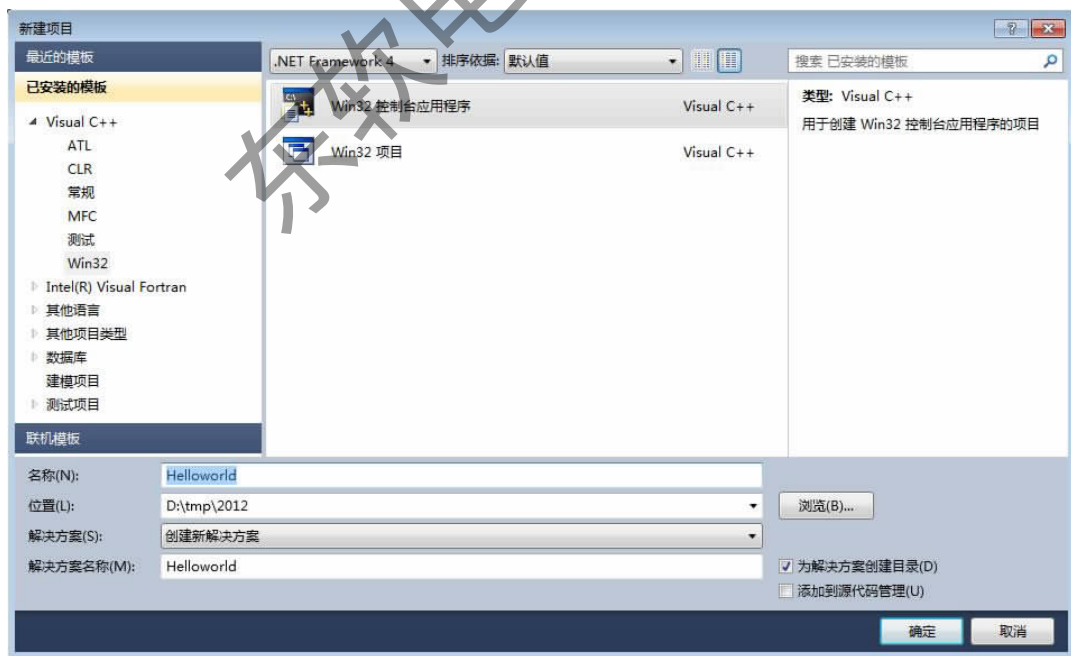 新建项目
最近的模板
.NET Framework 4 排序依据: 默认值
搜索 已安装的模板
已安装的模板
Visual C++
ATL
CLR
常规
MFC
测试
Win32
Intel(R) Visual Fortran
其他语言
其他项目类型
数据库
建模项目
测试项目
联机模板
Win32 控制台应用程序 Visual C++
Win32 项目 Visual C++
类型: Visual C++
用于创建 Win32 控制台应用程序的项目
名称(N): Helloworld
位置(L): D:\tmp\2012
浏览(B)...
解决方案(S): 创建新解决方案
解决方案名称(M): Helloworld
为解决方案创建目录(D)
添加到源代码管理(U)
确定 取消
东软电